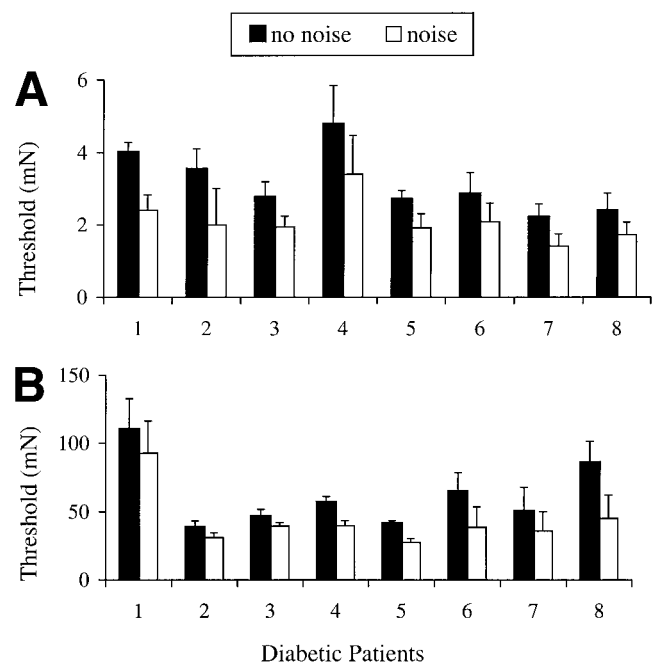 no noise noise
A
6
4
2
0
Threshold (mN)
1 2 3 4 5 6 7 8
B
150
100
50
0
Threshold (mN)
1 2 3 4 5 6 7 8
Diabetic Patients